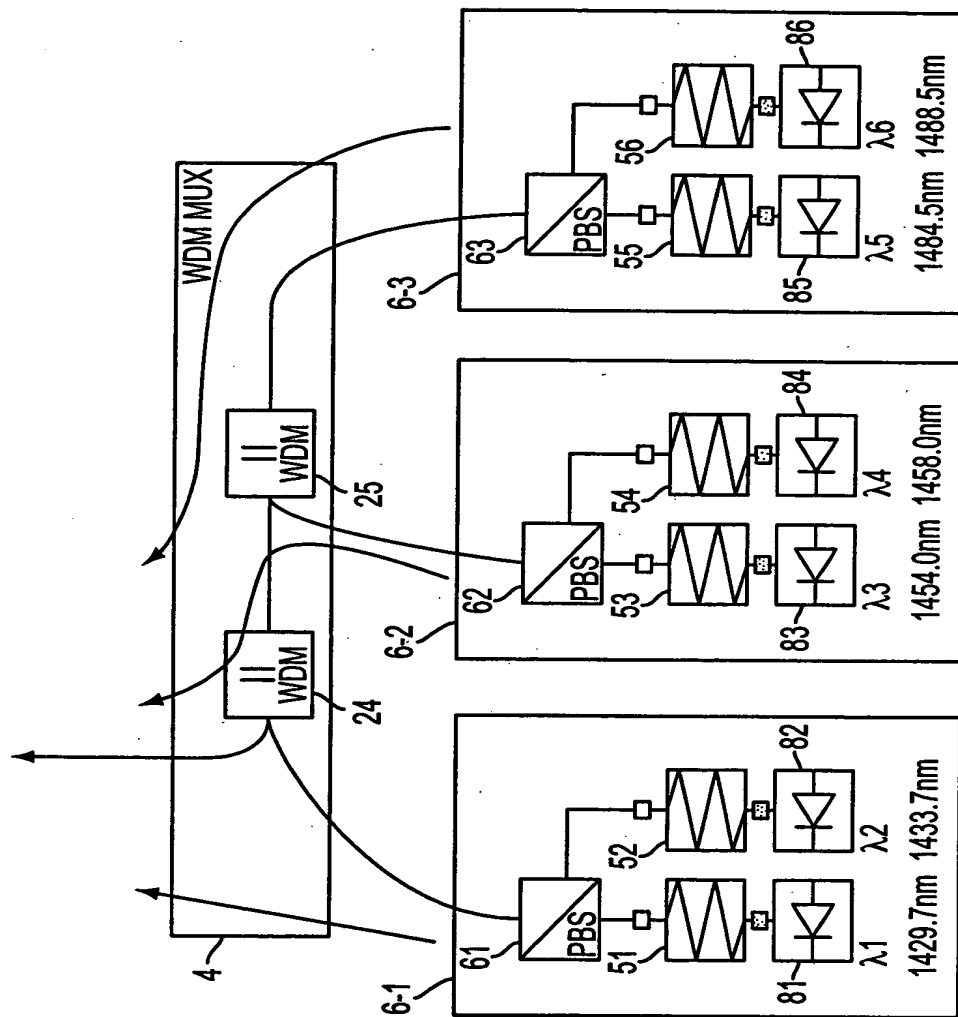 WDM MUX
4
WDM
24
WDM
25
6-1
61
PBS
51
52
81
82
λ1
λ2
1429.7nm 1433.7nm
6-2
62
PBS
53
54
83
84
λ3
λ4
1454.0nm 1458.0nm
6-3
63
PBS
55
56
85
86
λ5
λ6
1484.5nm 1488.5nm